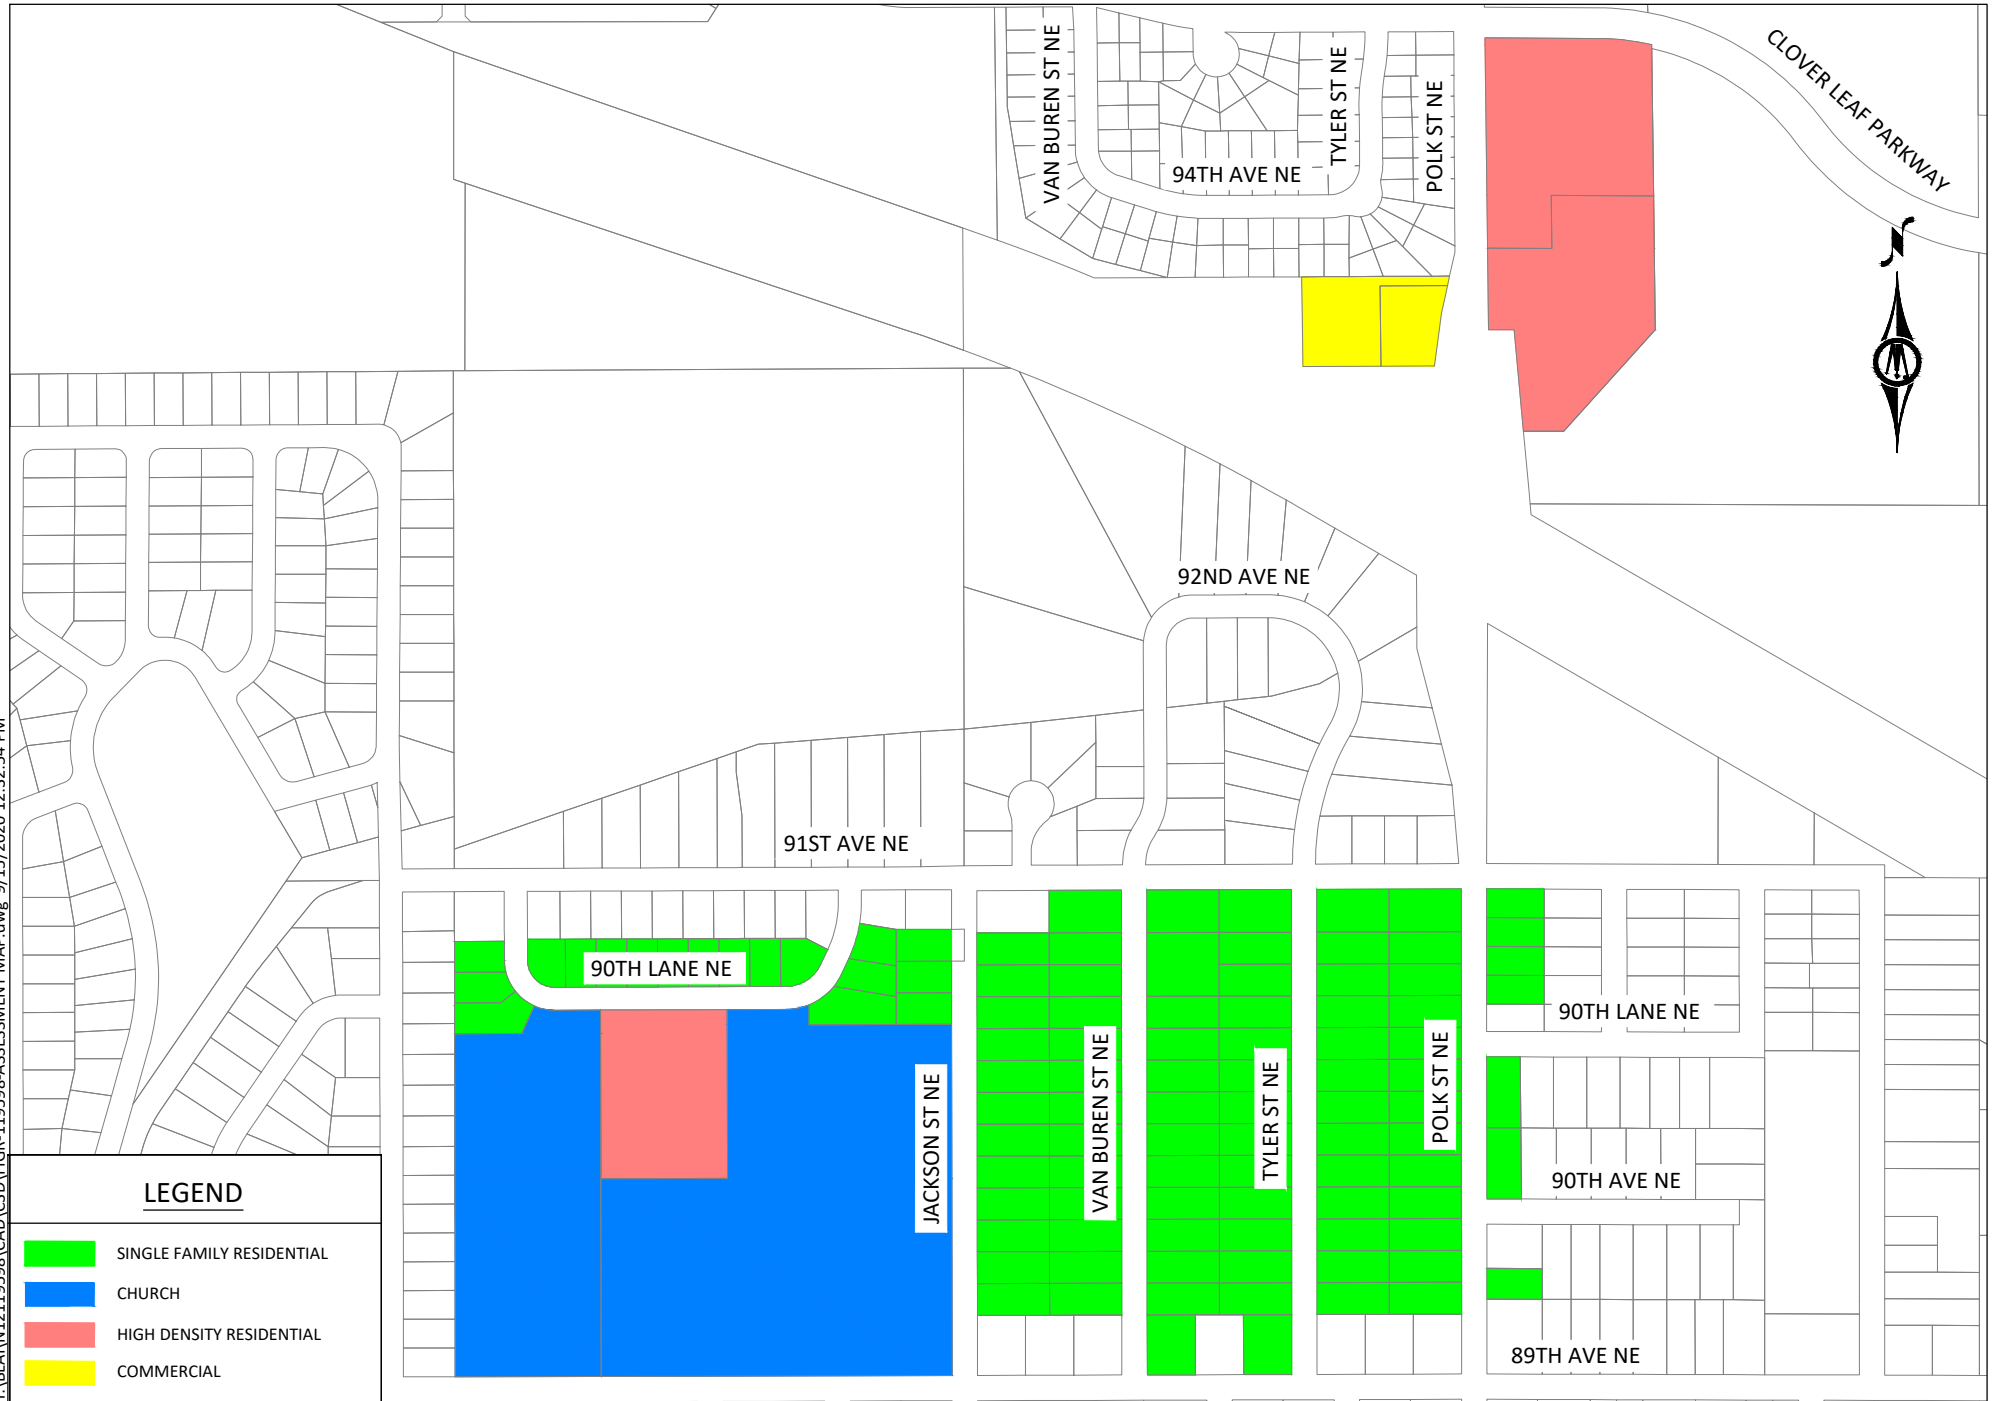 VAN BUREN ST NE
TYLER ST NE
POLK ST NE
CLOVER LEAF PARKWAY
94TH AVE NE
N
92ND AVE NE
91ST AVE NE
90TH LANE NE
90TH LANE NE
JACKSON ST NE
VAN BUREN ST NE
TYLER ST NE
POLK ST NE
90TH AVE NE
89TH AVE NE
LEGEND
SINGLE FAMILY RESIDENTIAL
CHURCH
HIGH DENSITY RESIDENTIAL
COMMERCIAL